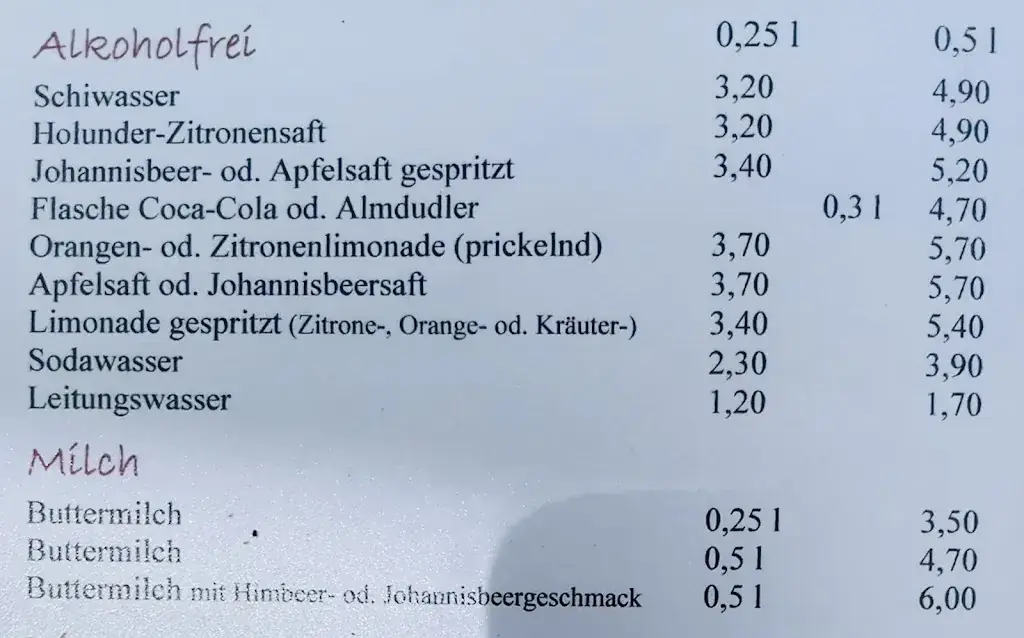 Alkoholfrei 0,25 l 0,5 l
Schiwasser 3,20 4,90
Holunder-Zitronensaft 3,20 4,90
Johannisbeer- od. Apfelsaft gespritzt 3,40 5,20
Flasche Coca-Cola od. Almdudler 0,3 l 4,70
Orangen- od. Zitronenlimonade (prickelnd) 3,70 5,70
Apfelsaft od. Johannisbeersaft 3,70 5,70
Limonade gespritzt (Zitrone-, Orange- od. Kräuter-) 3,40 5,40
Sodawasser 2,30 3,90
Leitungswasser 1,20 1,70
Milch
Buttermilch 0,25 l 3,50
Buttermilch 0,5 l 4,70
Buttermilch mit Himbeer- od. Johannisbeergeschmack 0,5 l 6,00